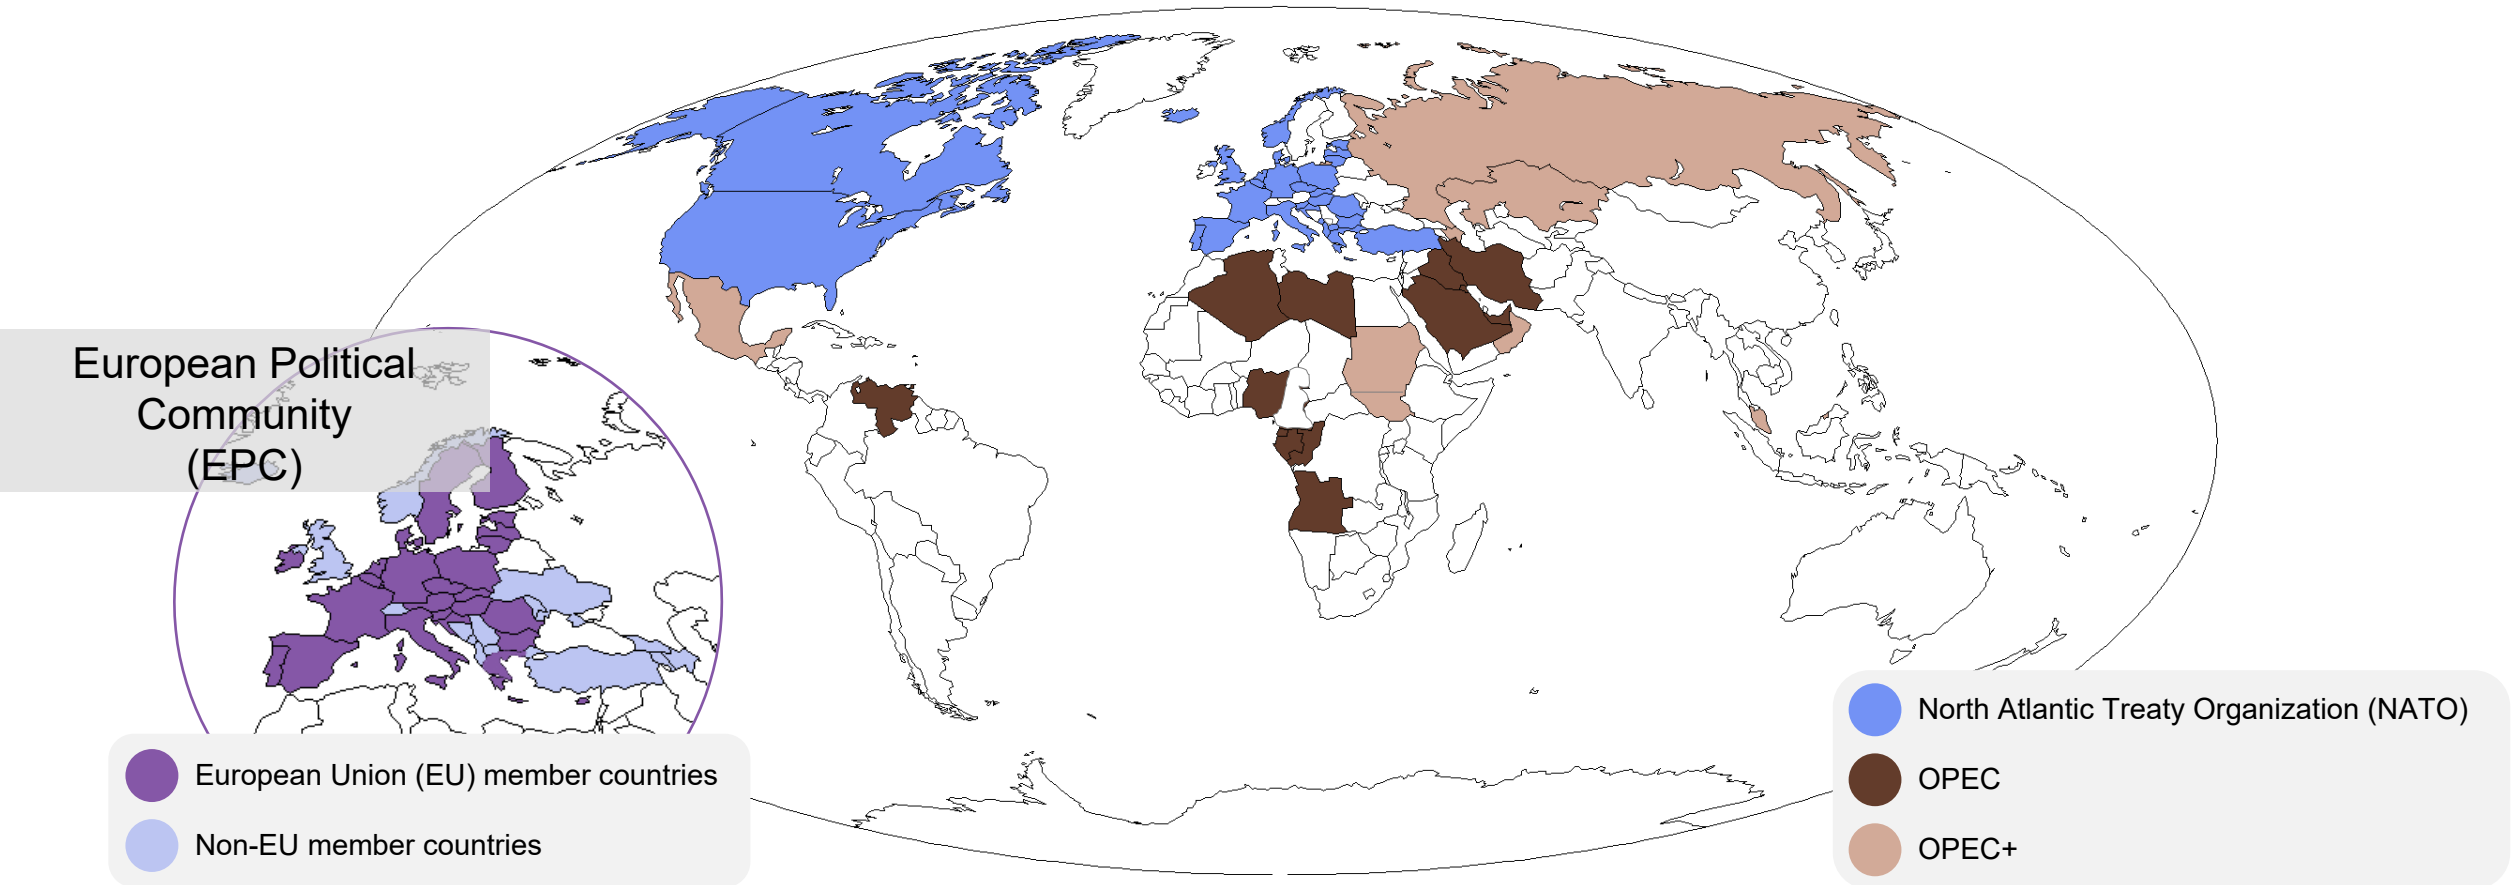 European Political
Community
(EPC)
European Union (EU) member countries
Non-EU member countries
North Atlantic Treaty Organization (NATO)
OPEC
OPEC+